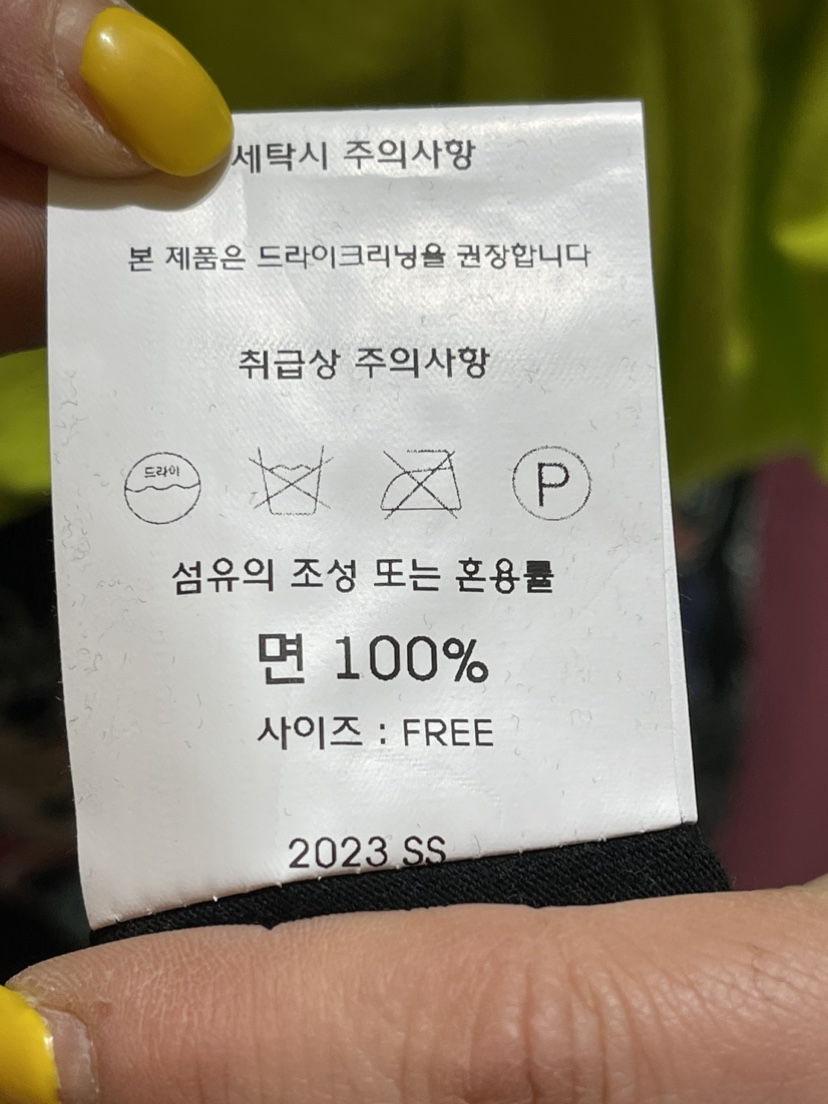 세탁시 주의사항
본 제품은 드라이크리닝을 권장합니다
취급상 주의사항
드라이
P
섬유의 조성 또는 혼용률
면 100%
사이즈 : FREE
2023 SS